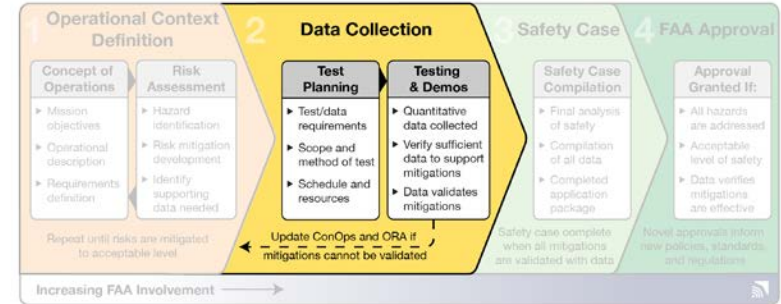 1
Operational Context
Definition
Concept of
Operations
▸ Mission
objectives
▸ Operational
description
▸ Requirements
definition
Risk
Assessment
▸ Hazard
identification
▸ Risk mitigation
development
▸ Identify
supporting
data needed
Repeat until risks are mitigated
to acceptable level
2
Data Collection
Test
Planning
▸ Test/data
requirements
▸ Scope and
method of test
▸ Schedule and
resources
Testing
& Demos
▸ Quantitative
data collected
▸ Verify sufficient
data to support
mitigations
▸ Data validates
mitigations
Update ConOps and ORA if
mitigations cannot be validated
3
Safety Case
Safety Case
Compilation
▸ Final analysis
of safety
▸ Compilation
of all data
▸ Completed
application
package
Safety case complete
when all mitigations
are validated with data
4
FAA Approval
Approval
Granted If:
▸ All hazards
are addressed
▸ Acceptable
level of safety
▸ Data verifies
mitigations
are effective
Novel approvals inform
new policies, standards,
and regulations
Increasing FAA Involvement